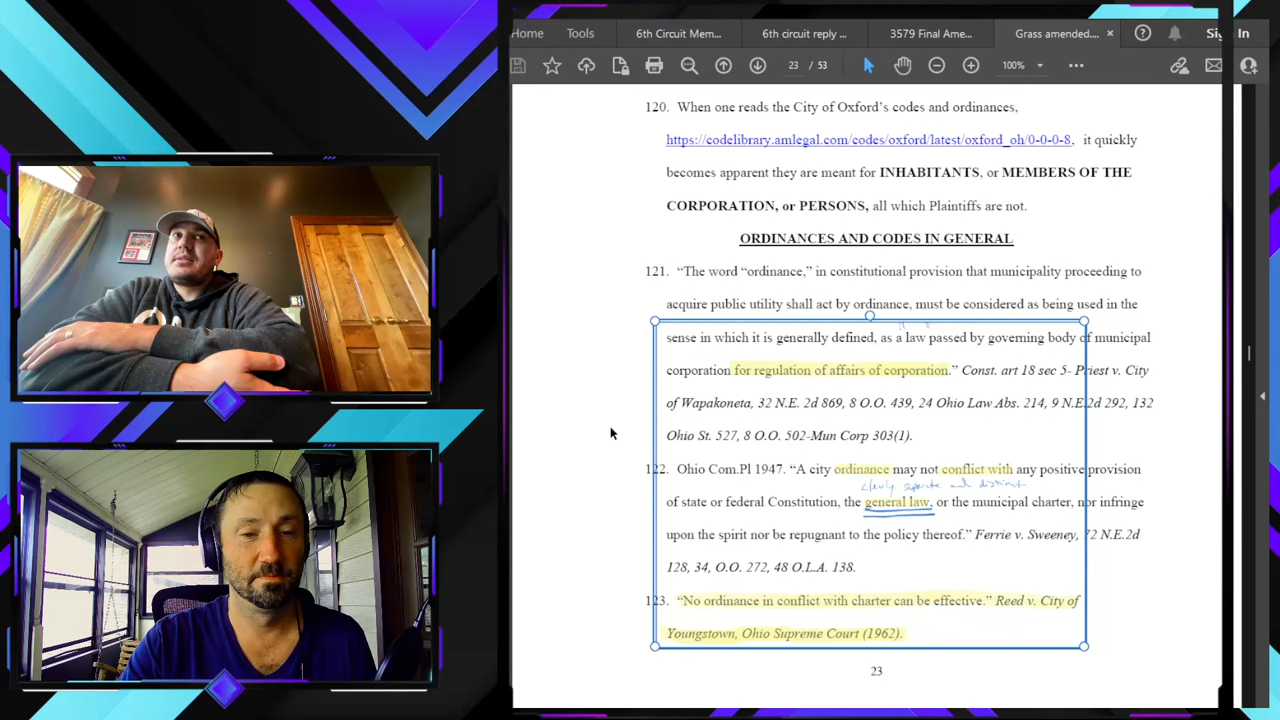 Home Tools 6th Circuit Mem... 6th circuit reply ... 3579 Final Ame... Grass amended.... × Sign In
23 / 53 100%
120. When one reads the City of Oxford's codes and ordinances,
https://codelibrary.amlegal.com/codes/oxford/latest/oxford_oh/0-0-0-8, it quickly
becomes apparent they are meant for INHABITANTS, or MEMBERS OF THE
CORPORATION, or PERSONS, all which Plaintiffs are not.
ORDINANCES AND CODES IN GENERAL
121. “The word “ordinance,” in constitutional provision that municipality proceeding to
acquire public utility shall act by ordinance, must be considered as being used in the
sense in which it is generally defined, as a law passed by governing body of municipal
corporation for regulation of affairs of corporation.” Const. art 18 sec 5- Priest v. City
of Wapakoneta, 32 N.E. 2d 869, 8 O.O. 439, 24 Ohio Law Abs. 214, 9 N.E.2d 292, 132
Ohio St. 527, 8 O.O. 502-Mun Corp 303(1).
122. Ohio Com.Pl 1947. “A city ordinance may not conflict with any positive provision
clearly separate and distinct
of state or federal Constitution, the general law, or the municipal charter, nor infringe
upon the spirit nor be repugnant to the policy thereof.” Ferrie v. Sweeney, 72 N.E.2d
128, 34, O.O. 272, 48 O.L.A. 138.
123. “No ordinance in conflict with charter can be effective.” Reed v. City of
Youngstown, Ohio Supreme Court (1962).
23